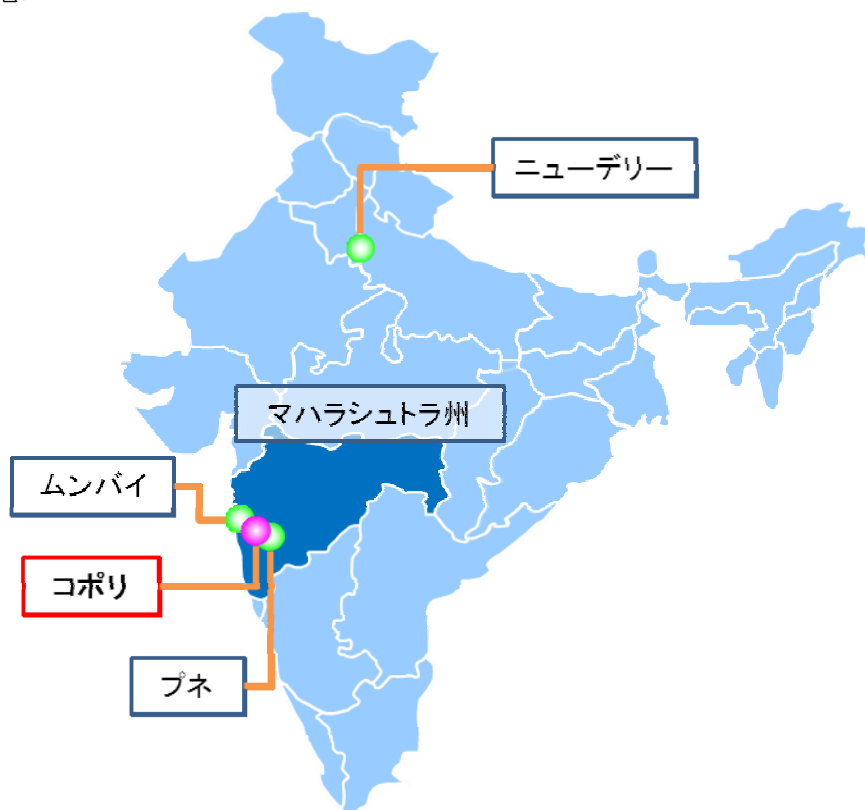 ニューデリー
マハラシュトラ州
ムンバイ
コポリ
プネ